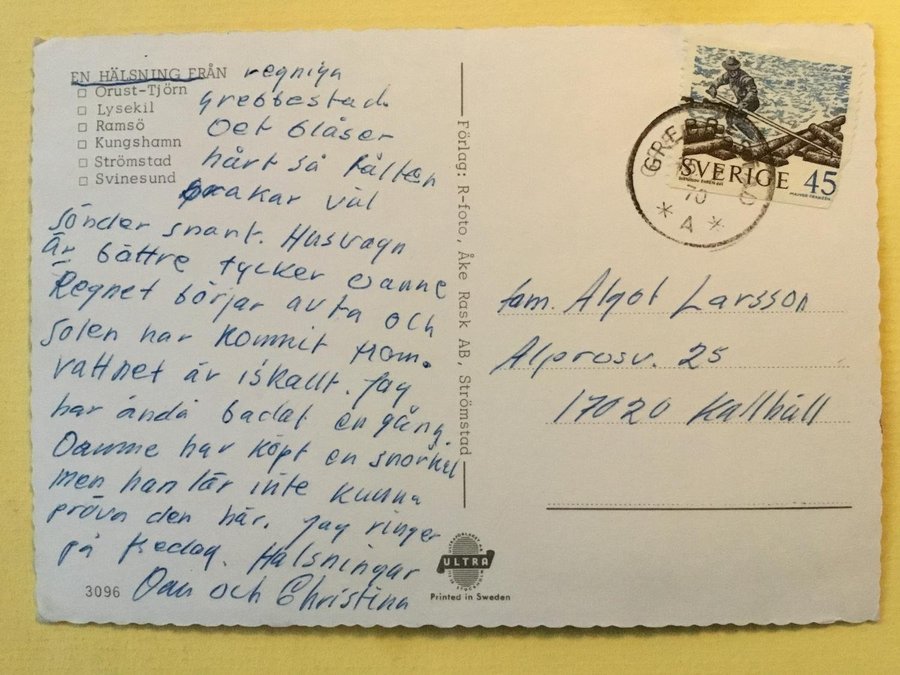 EN HÄLSNING FRÅN regniga
□ Orust-Tjörn
Grebbestad.
□ Lysekil
□ Ramsö
Det blåser
□ Kungshamn
□ Strömstad
hårt så tälten
□ Svinesund
brakar väl
sönder snart. Husvagn
är bättre tycker Danne
Regnet börjar avta och
solen har kommit fram.
Vattnet är iskallt. Jag
har ändå badat en gång.
Danne har köpt en snorkel
men han lär inte kunna
pröva den här. Jag ringer
på fredag. Hälsningar
Dan och Christina
3096
Förlag: R-foto, Åke Rask AB, Strömstad
ULTRA
Printed in Sweden
70
* A *
SVERIGE 45
fam. Algot Larsson
Alprosv. 25
17020 Kallhäll